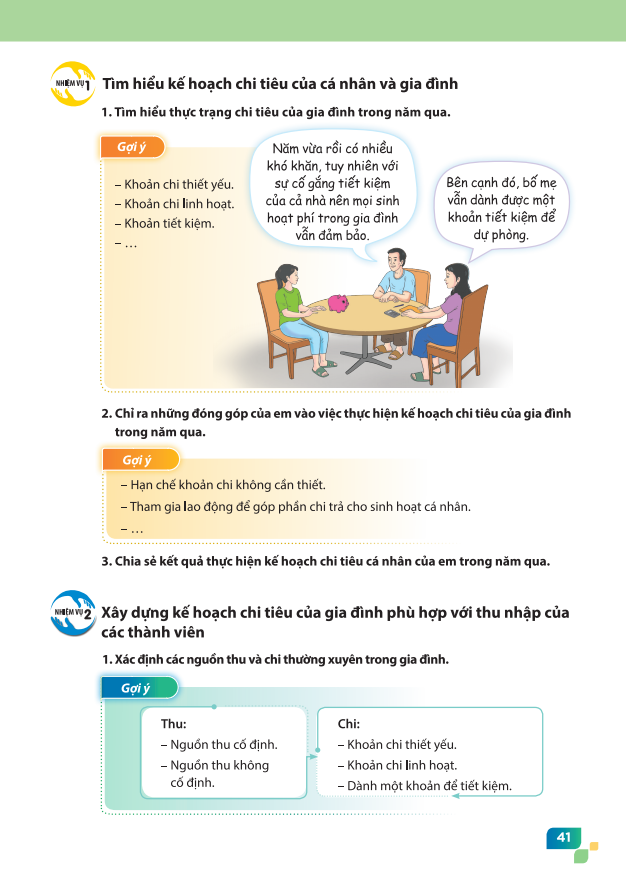 NHIỆM VỤ 1
Tìm hiểu kế hoạch chi tiêu của cá nhân và gia đình
1. Tìm hiểu thực trạng chi tiêu của gia đình trong năm qua.
Gợi ý
– Khoản chi thiết yếu.
– Khoản chi linh hoạt.
– Khoản tiết kiệm.
– …
Năm vừa rồi có nhiều
khó khăn, tuy nhiên với
sự cố gắng tiết kiệm
của cả nhà nên mọi sinh
hoạt phí trong gia đình
vẫn đảm bảo.
Bên cạnh đó, bố mẹ
vẫn dành được một
khoản tiết kiệm để
dự phòng.
2. Chỉ ra những đóng góp của em vào việc thực hiện kế hoạch chi tiêu của gia đình
trong năm qua.
Gợi ý
– Hạn chế khoản chi không cần thiết.
– Tham gia lao động để góp phần chi trả cho sinh hoạt cá nhân.
– …
3. Chia sẻ kết quả thực hiện kế hoạch chi tiêu cá nhân của em trong năm qua.
NHIỆM VỤ 2
Xây dựng kế hoạch chi tiêu của gia đình phù hợp với thu nhập của
các thành viên
1. Xác định các nguồn thu và chi thường xuyên trong gia đình.
Gợi ý
Thu:
– Nguồn thu cố định.
– Nguồn thu không
cố định.
Chi:
– Khoản chi thiết yếu.
– Khoản chi linh hoạt.
– Dành một khoản để tiết kiệm.
41